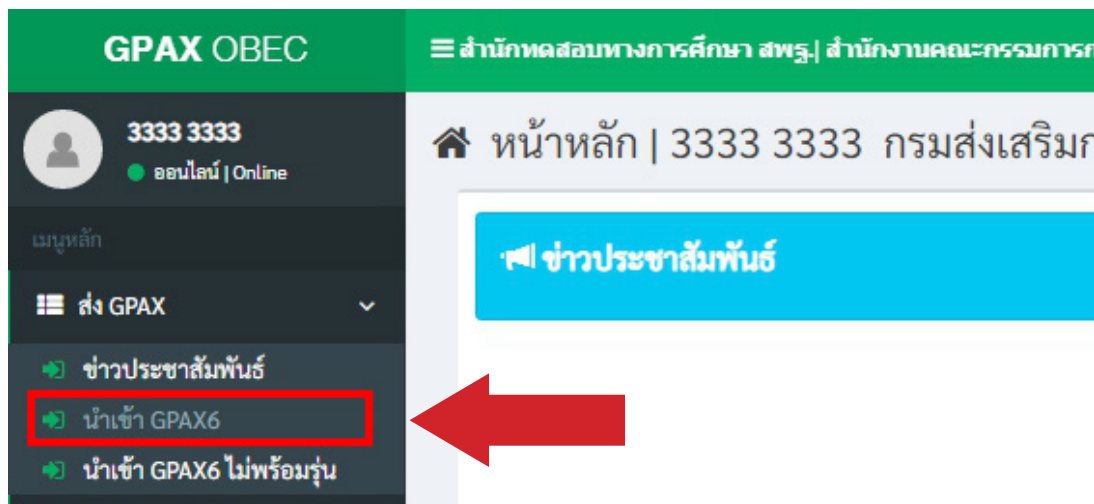 GPAX OBEC
สำนักทดสอบทางการศึกษา สพฐ.| สำนักงานคณะกรรมการก
3333 3333
ออนไลน์ | Online
หน้าหลัก | 3333 3333 กรมส่งเสริมก
เมนูหลัก
ข่าวประชาสัมพันธ์
ส่ง GPAX
ข่าวประชาสัมพันธ์
นำเข้า GPAX6
นำเข้า GPAX6 ไม่พร้อมรุ่น